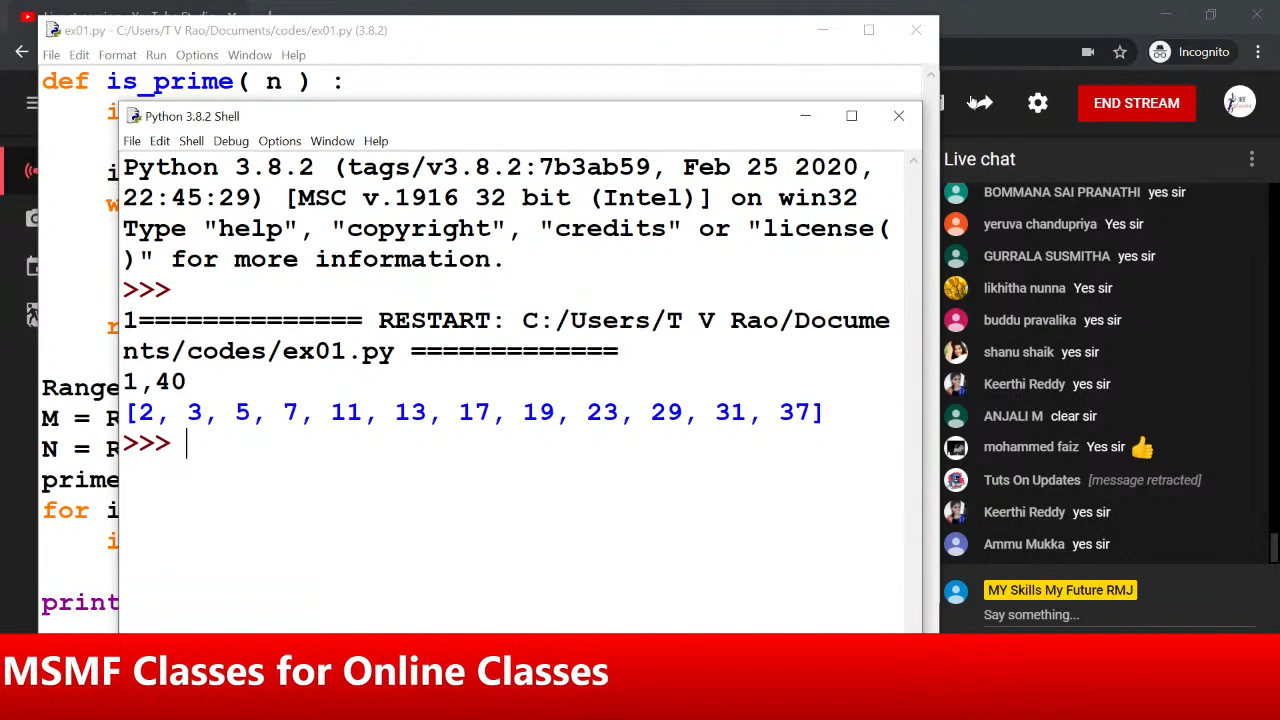 ex01.py - C:/Users/T V Rao/Documents/codes/ex01.py (3.8.2)
File Edit Format Run Options Window Help
Incognito
def is_prime( n ) :
Python 3.8.2 Shell
File Edit Shell Debug Options Window Help
Python 3.8.2 (tags/v3.8.2:7b3ab59, Feb 25 2020,
22:45:29) [MSC v.1916 32 bit (Intel)] on win32
Type "help", "copyright", "credits" or "license(
)" for more information.
>>>
1============== RESTART: C:/Users/T V Rao/Docume
nts/codes/ex01.py =============
1,40
[2, 3, 5, 7, 11, 13, 17, 19, 23, 29, 31, 37]
>>>
Range
M = R
N = R
prime
for i
print
END STREAM
Live chat
BOMMANA SAI PRANATHI yes sir
yeruva chandupriya Yes sir
GURRALA SUSMITHA yes sir
likhitha nunna Yes sir
buddu pravalika yes sir
shanu shaik yes sir
Keerthi Reddy yes sir
ANJALI M clear sir
mohammed faiz Yes sir 👍
Tuts On Updates [message retracted]
Keerthi Reddy yes sir
Ammu Mukka yes sir
MY Skills My Future RMJ
Say something...
MSMF Classes for Online Classes